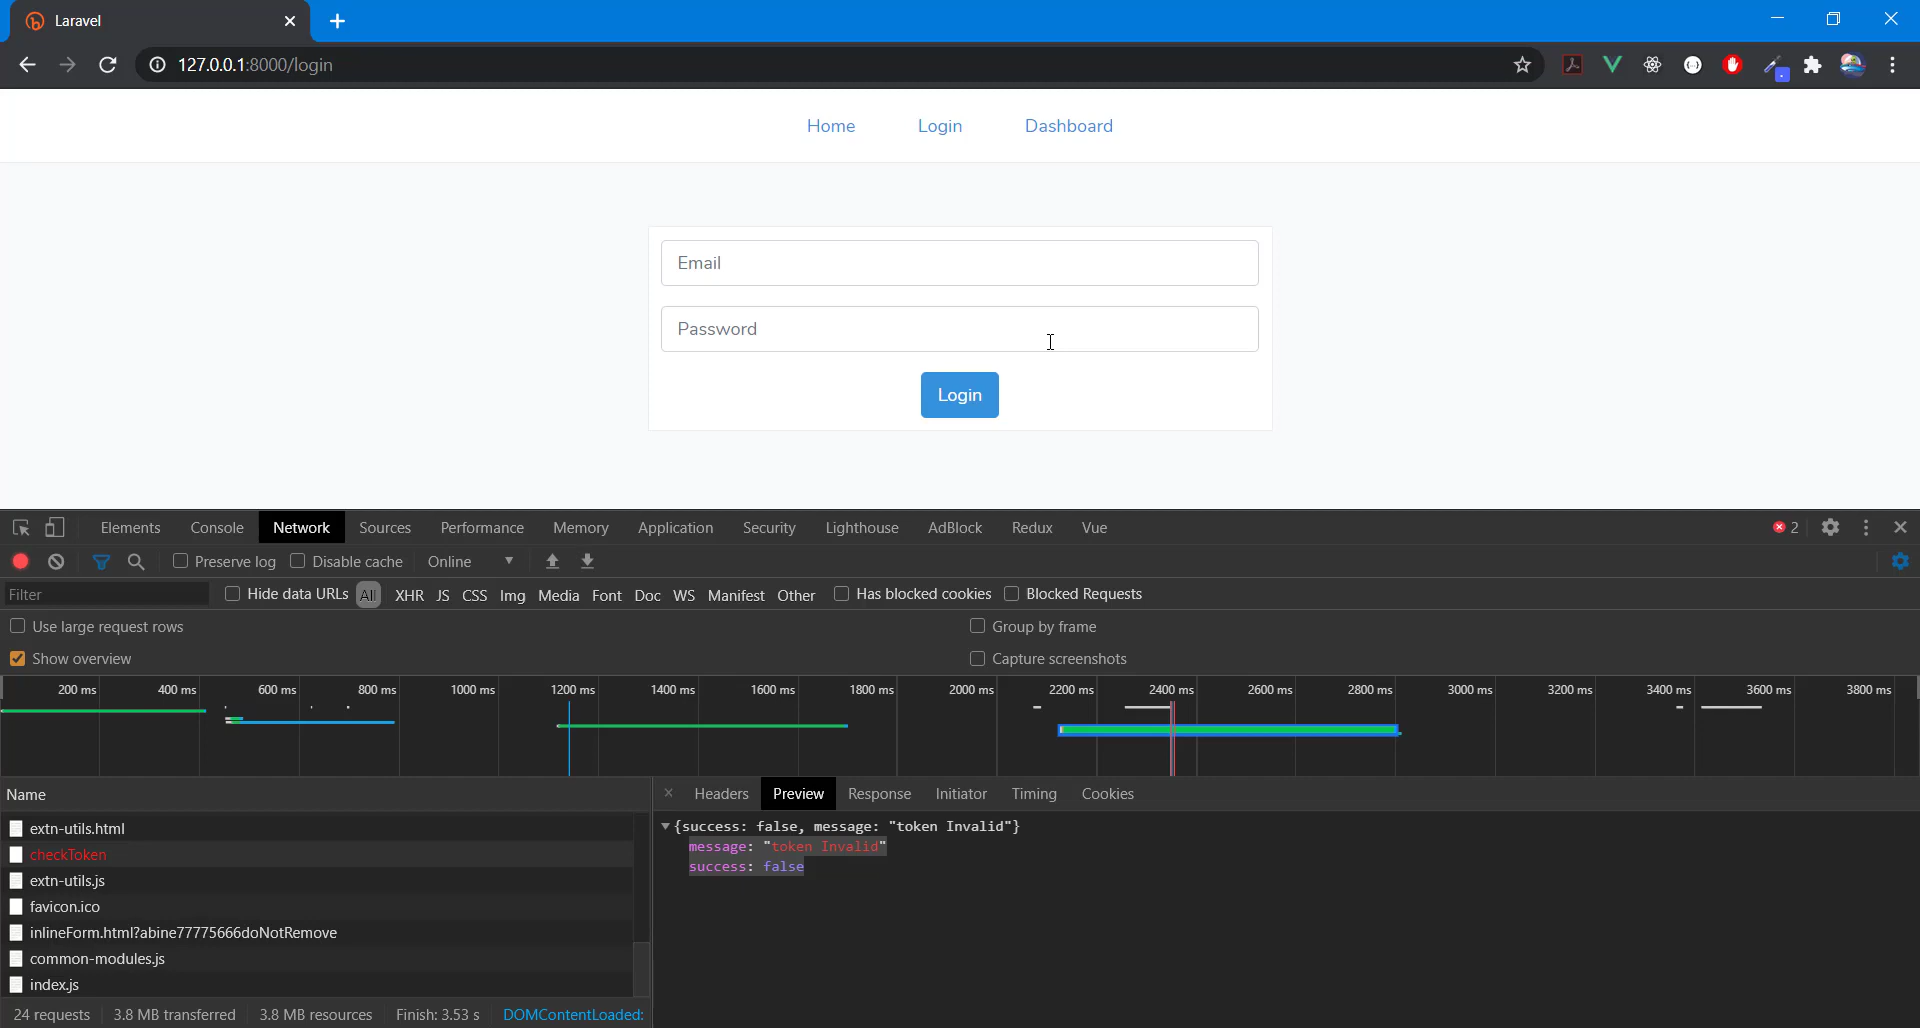 Laravel
127.0.0.1:8000/login
Home Login Dashboard
Email
Password
Login
Elements Console Network Sources Performance Memory Application Security Lighthouse AdBlock Redux Vue 2
Preserve log Disable cache Online
Filter Hide data URLs All XHR JS CSS Img Media Font Doc WS Manifest Other Has blocked cookies Blocked Requests
Use large request rows Group by frame
Show overview Capture screenshots
200 ms 400 ms 600 ms 800 ms 1000 ms 1200 ms 1400 ms 1600 ms 1800 ms 2000 ms 2200 ms 2400 ms 2600 ms 2800 ms 3000 ms 3200 ms 3400 ms 3600 ms 3800 ms
Name
extn-utils.html
checkToken
extn-utils.js
favicon.ico
inlineForm.html?abine77775666doNotRemove
common-modules.js
index.js
24 requests 3.8 MB transferred 3.8 MB resources Finish: 3.53 s DOMContentLoaded:
Headers Preview Response Initiator Timing Cookies
{success: false, message: "token Invalid"}
message: "token Invalid"
success: false